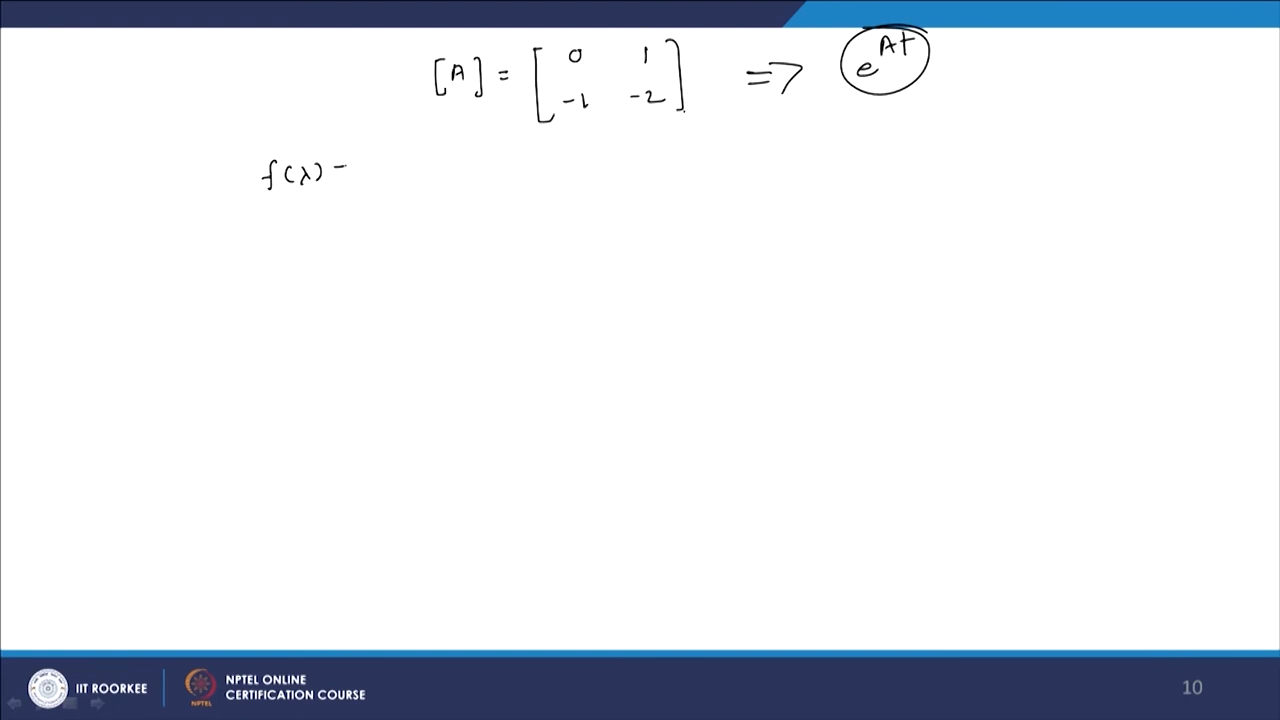 [A] = [ 0 1 => e^At
-1 -2 ]
f(λ) -
IIT ROORKEE
NPTEL ONLINE
CERTIFICATION COURSE
10